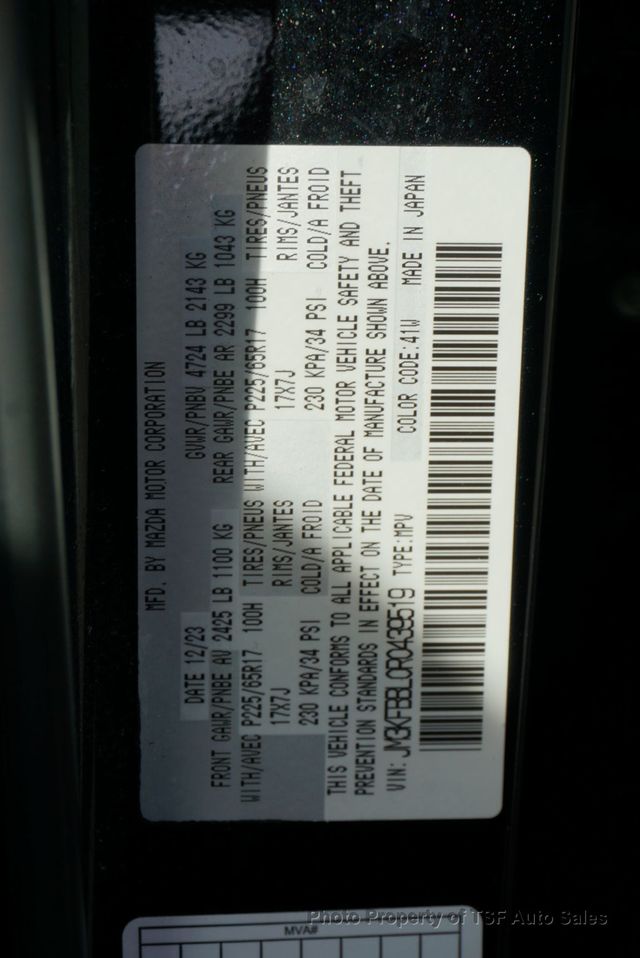 MFD. BY MAZDA MOTOR CORPORATION
DATE 12/23 GVWR/PNBV 4724 LB 2143 KG
FRONT GAWR/PNBE AV 2425 LB 1100 KG REAR GAWR/PNBE AR 2299 LB 1043 KG
WITH/AVEC P225/65R17 100H TIRES/PNEUS WITH/AVEC P225/65R17 100H TIRES/PNEUS
17X7J RIMS/JANTES 17X7J RIMS/JANTES
230 KPA/34 PSI COLD/A FROID 230 KPA/34 PSI COLD/A FROID
THIS VEHICLE CONFORMS TO ALL APPLICABLE FEDERAL MOTOR VEHICLE SAFETY AND THEFT
PREVENTION STANDARDS IN EFFECT ON THE DATE OF MANUFACTURE SHOWN ABOVE.
VIN: JM3KFBBL0R0439519 TYPE:MPV COLOR CODE:41W MADE IN JAPAN
MVA#
Photo Property of TSF Auto Sales